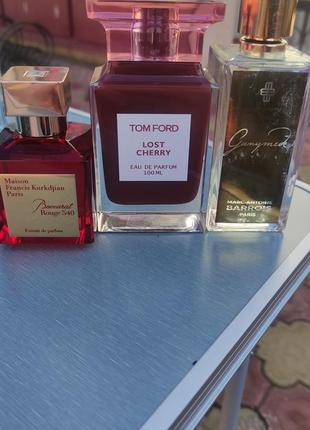 Maison
Francis Kurkdjian
Paris
Baccarat
Rouge 540
Extrait de parfum
TOM FORD
LOST
CHERRY
EAU DE PARFUM
100 ML
Ganymede
MARC-ANTOINE
BARROIS
PARIS